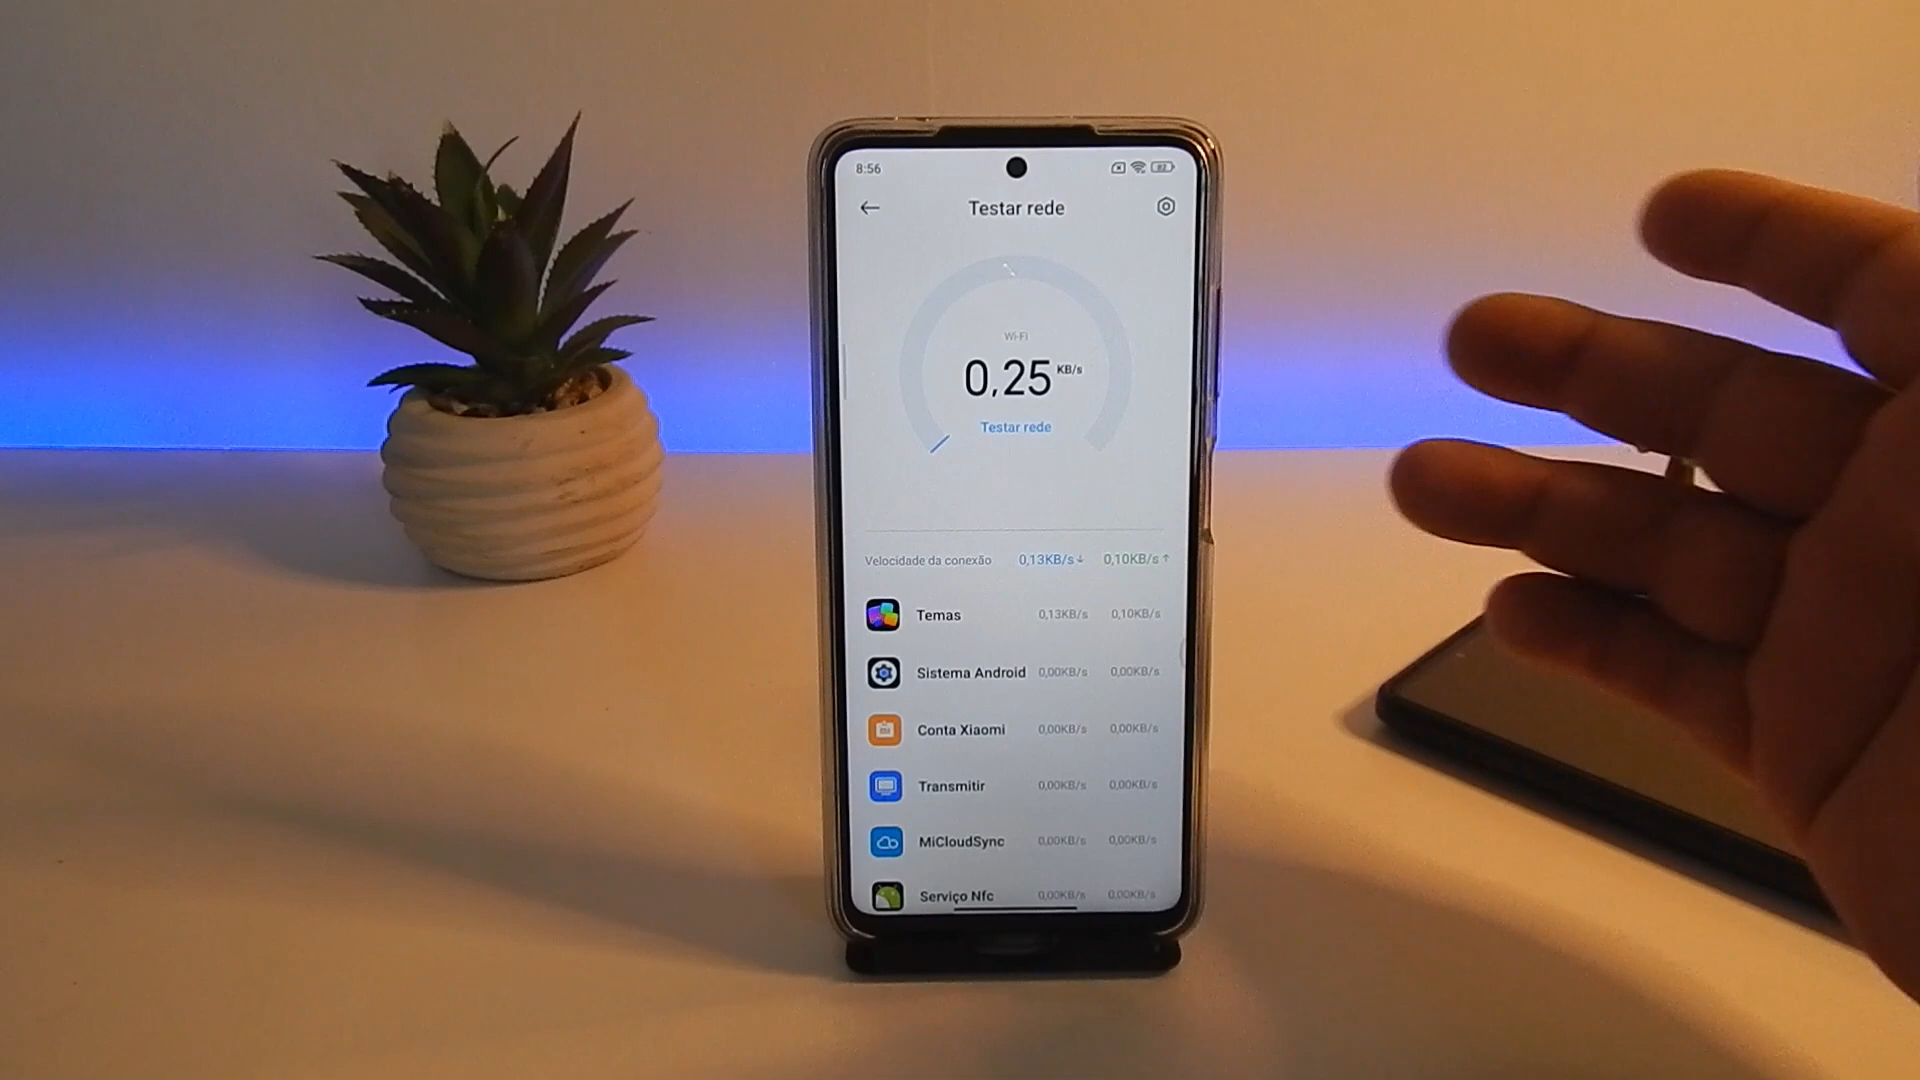 8:56
82
Testar rede
Wi-Fi
0,25 KB/s
Testar rede
Velocidade da conexão 0,13KB/s↓ 0,10KB/s↑
Temas 0,13KB/s 0,10KB/s
Sistema Android 0,00KB/s 0,00KB/s
Conta Xiaomi 0,00KB/s 0,00KB/s
Transmitir 0,00KB/s 0,00KB/s
MiCloudSync 0,00KB/s 0,00KB/s
Serviço Nfc 0,00KB/s 0,00KB/s